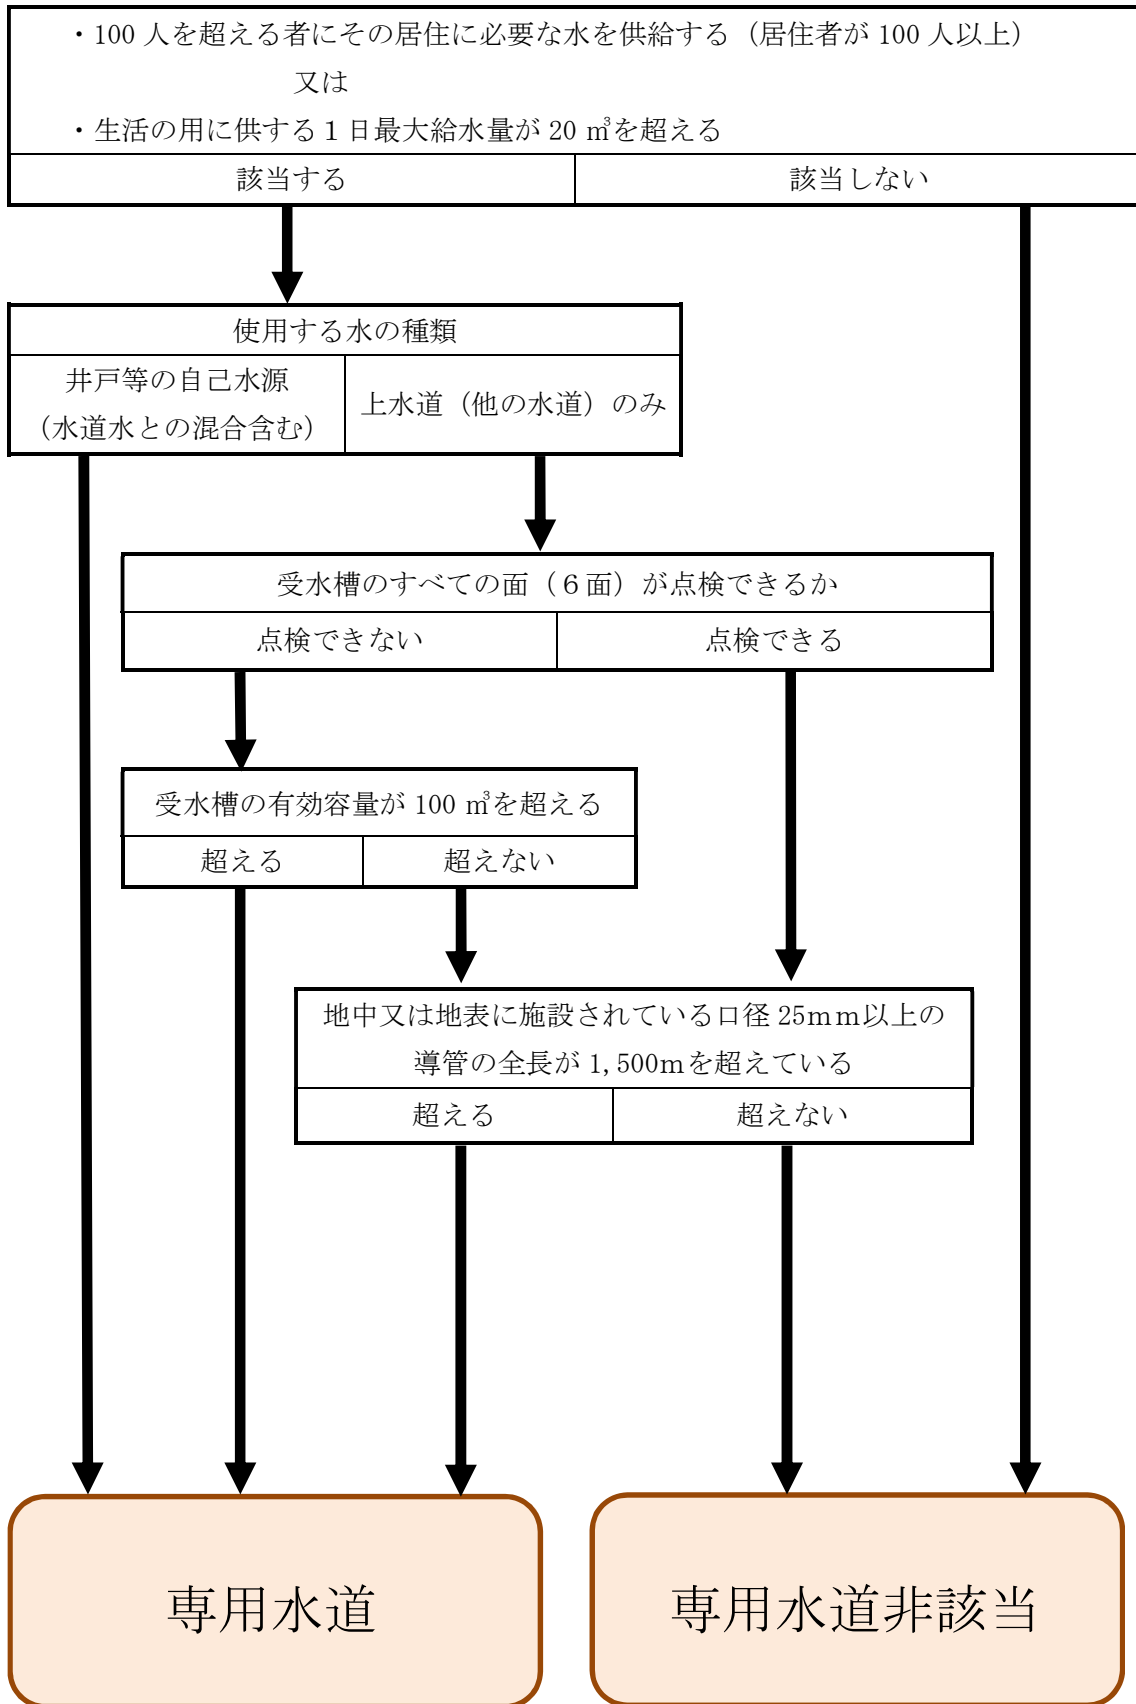 ・100 人を超える者にその居住に必要な水を供給する（居住者が 100 人以上）
又は
・生活の用に供する１日最大給水量が 20 ㎥を超える
該当する
該当しない
使用する水の種類
井戸等の自己水源
（水道水との混合含む）
上水道（他の水道）のみ
受水槽のすべての面（６面）が点検できるか
点検できない
点検できる
受水槽の有効容量が 100 ㎥を超える
超える
超えない
地中又は地表に施設されている口径 25ｍｍ以上の
導管の全長が 1,500ｍを超えている
超える
超えない
専用水道
専用水道非該当